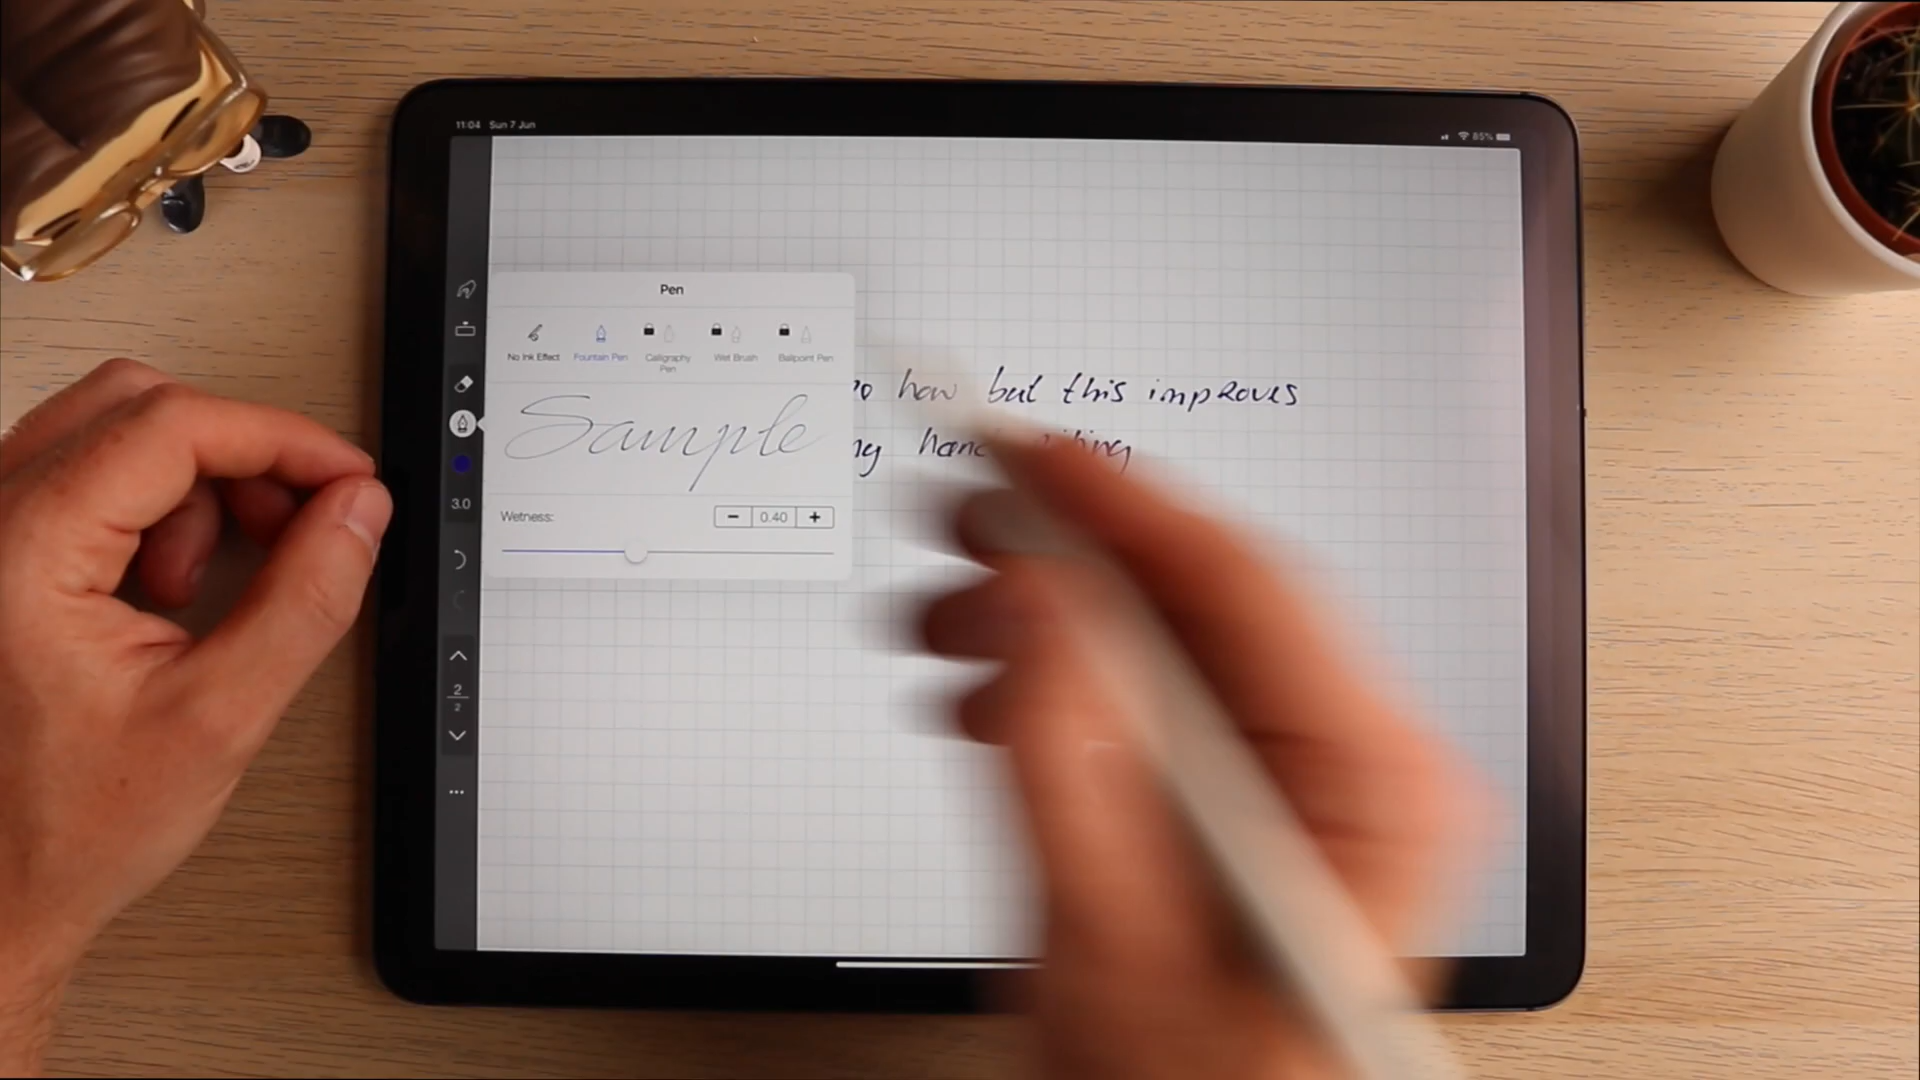 11:04 Sun 7 Jun
85%
Pen
No Ink Effect
Fountain Pen
Calligraphy Pen
Wet Brush
Ballpoint Pen
how but this improves
Sample
3.0
Wetness:
− 0.40 +
2
2